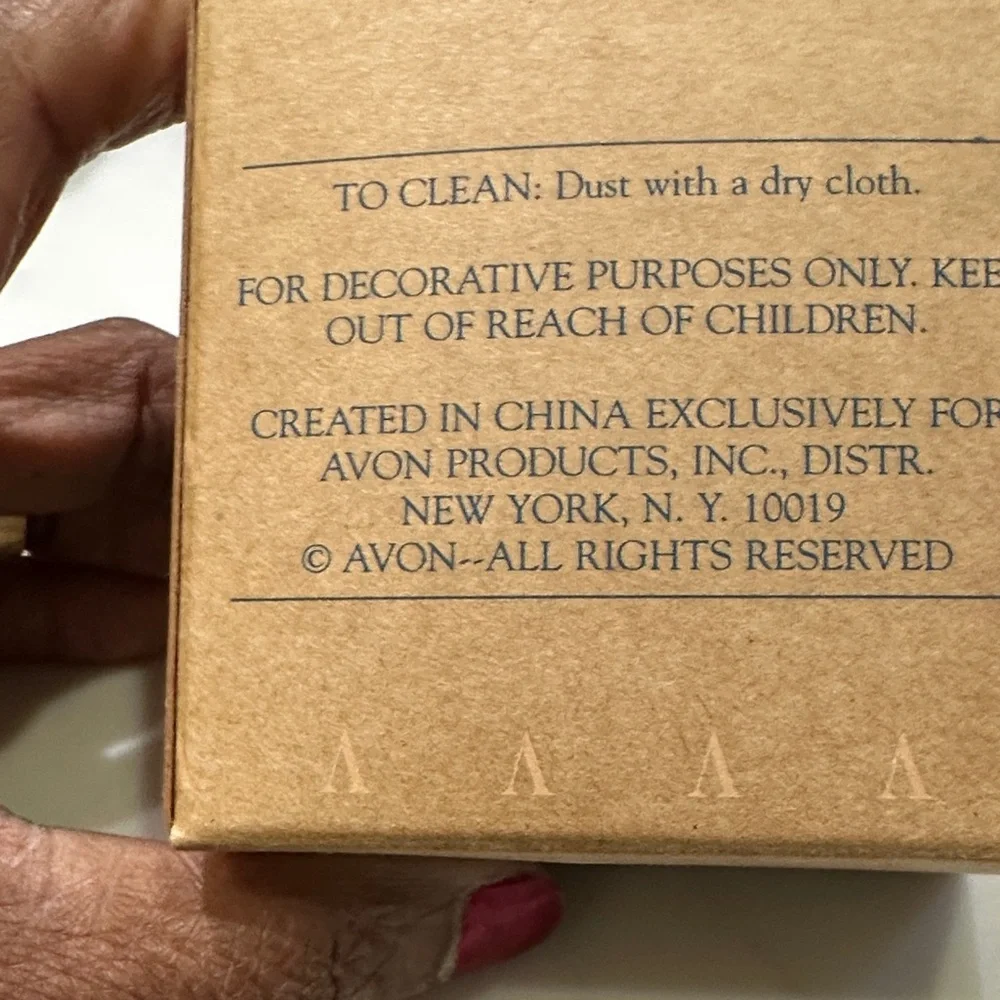 TO CLEAN: Dust with a dry cloth.
FOR DECORATIVE PURPOSES ONLY. KEE
OUT OF REACH OF CHILDREN.
CREATED IN CHINA EXCLUSIVELY FOR
AVON PRODUCTS, INC., DISTR.
NEW YORK, N. Y. 10019
© AVON--ALL RIGHTS RESERVED